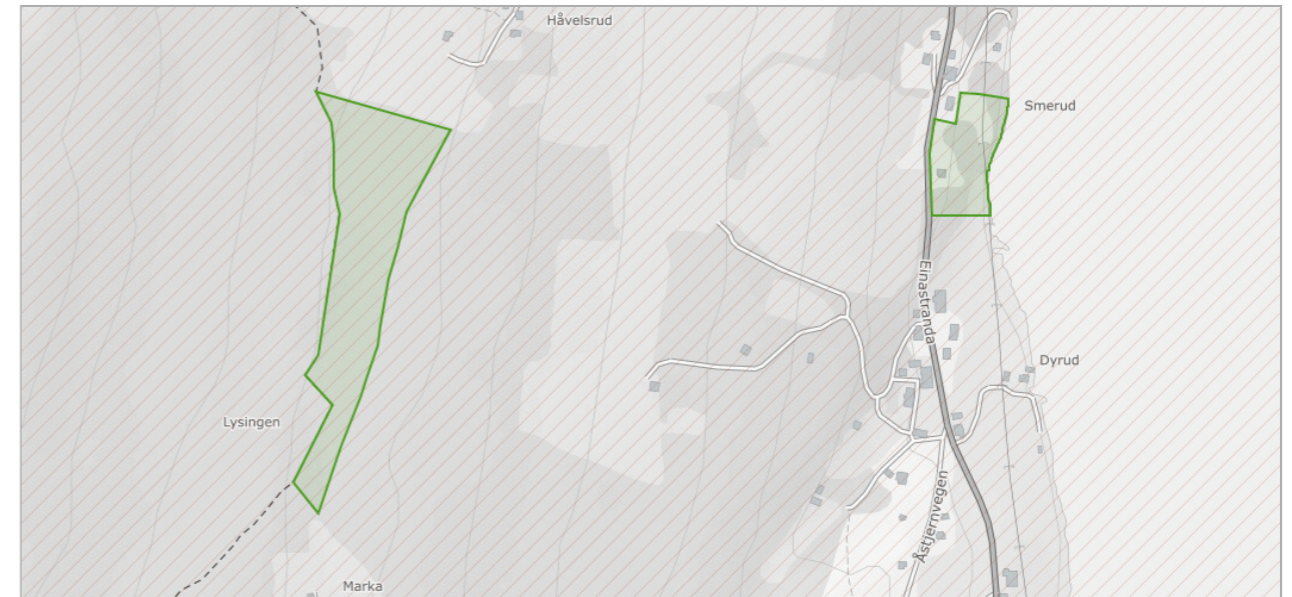 Håvelsrud
Smerud
Einastranda
Dyrud
Lysingen
Åstjernvegen
Marka